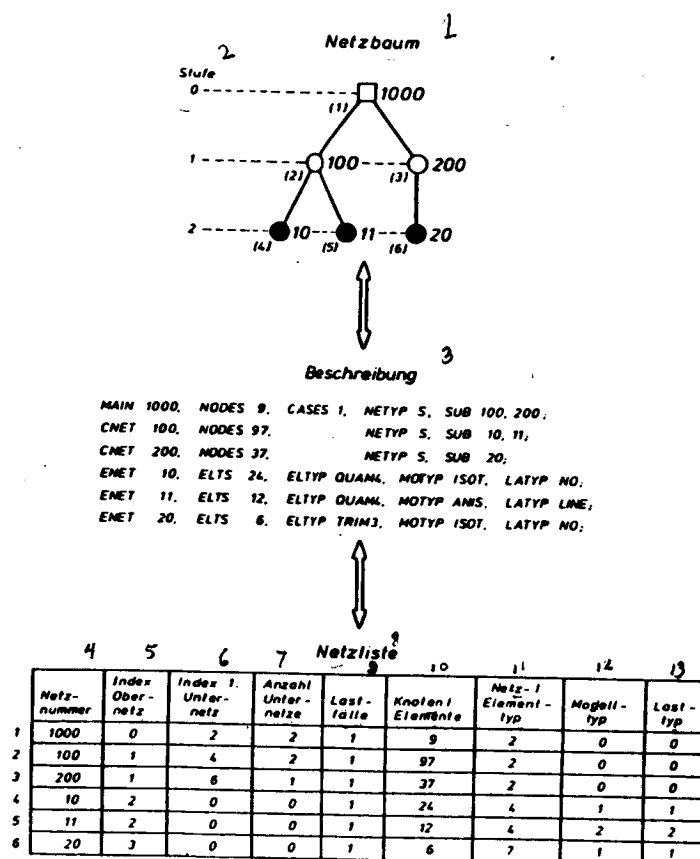 Netzbaum 1
2
Stufe
0 (1) 1000
1 (2) 100 (3) 200
2 (4) 10 (5) 11 (6) 20
Beschreibung 3
MAIN 1000, NODES 9, CASES 1, NETYP S, SUB 100, 200;
CNET 100, NODES 97, NETYP S, SUB 10, 11;
CNET 200, NODES 37, NETYP S, SUB 20;
ENET 10, ELTS 24, ELTYP QUAM4, MOTYP ISOT, LATYP NO;
ENET 11, ELTS 12, ELTYP QUAM4, MOTYP ANIS, LATYP LINE;
ENET 20, ELTS 6, ELTYP TRIM3, MOTYP ISOT, LATYP NO;
Netzliste 8
4 5 6 7 9 10 11 12 13
Netz-nummer Index Ober-netz Index 1. Unter-netz Anzahl Unter-netze Last-fälle Knoten / Elemente Netz- / Element-typ Modell-typ Last-typ
1 1000 0 2 2 1 9 2 0 0
2 100 1 4 2 1 97 2 0 0
3 200 1 6 1 1 37 2 0 0
4 10 2 0 0 1 24 4 1 1
5 11 2 0 0 1 12 4 2 2
6 20 3 0 0 1 6 7 1 1